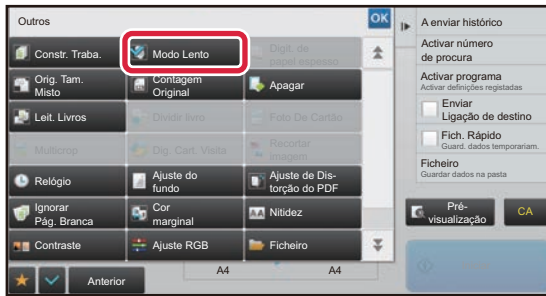 Outros
OK
Constr. Traba.
Modo Lento
Digit. de
papel espesso
Orig. Tam.
Misto
Contagem
Original
Apagar
Leit. Livros
Dividir livro
Foto De Cartão
Multicrop
Dig. Cart. Visita
Recortar
Imagem
Relógio
Ajuste do
fundo
Ajuste de Dis-
torção do PDF
Ignorar
Pág. Branca
Cor
marginal
Nitidez
Contraste
Ajuste RGB
Ficheiro
Anterior
A4
A4
A enviar histórico
Activar número
de procura
Activar programa
Activar definições registadas
Enviar
Ligação de destino
Fich. Rápido
Guard. dados temporariam.
Ficheiro
Guardar dados na pasta
Pré-
visualização
CA